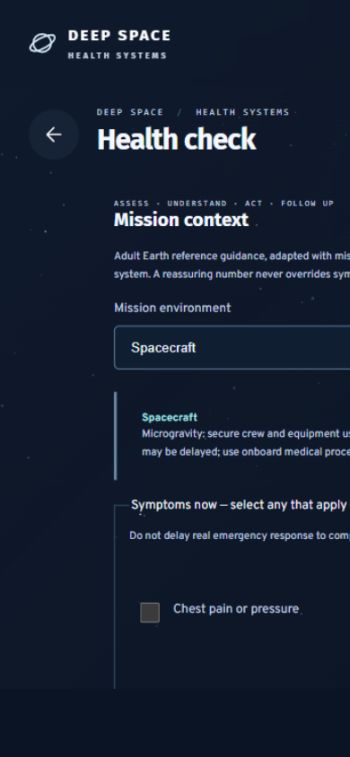 DEEP SPACE
HEALTH SYSTEMS
DEEP SPACE / HEALTH SYSTEMS
Health check
ASSESS · UNDERSTAND · ACT · FOLLOW UP
Mission context
Adult Earth reference guidance, adapted with mis
system. A reassuring number never overrides sym
Mission environment
Spacecraft
Spacecraft
Microgravity: secure crew and equipment us
may be delayed; use onboard medical proce
Symptoms now — select any that apply
Do not delay real emergency response to com
Chest pain or pressure